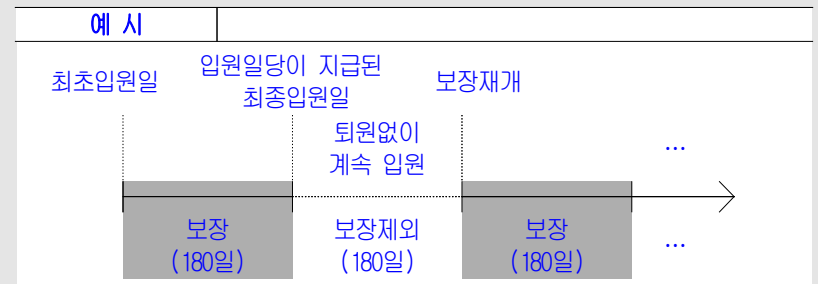 예 시
최초입원일
입원일당이 지급된
최종입원일
보장재개
퇴원없이
계속 입원
...
보장
(180일)
보장제외
(180일)
보장
(180일)
...